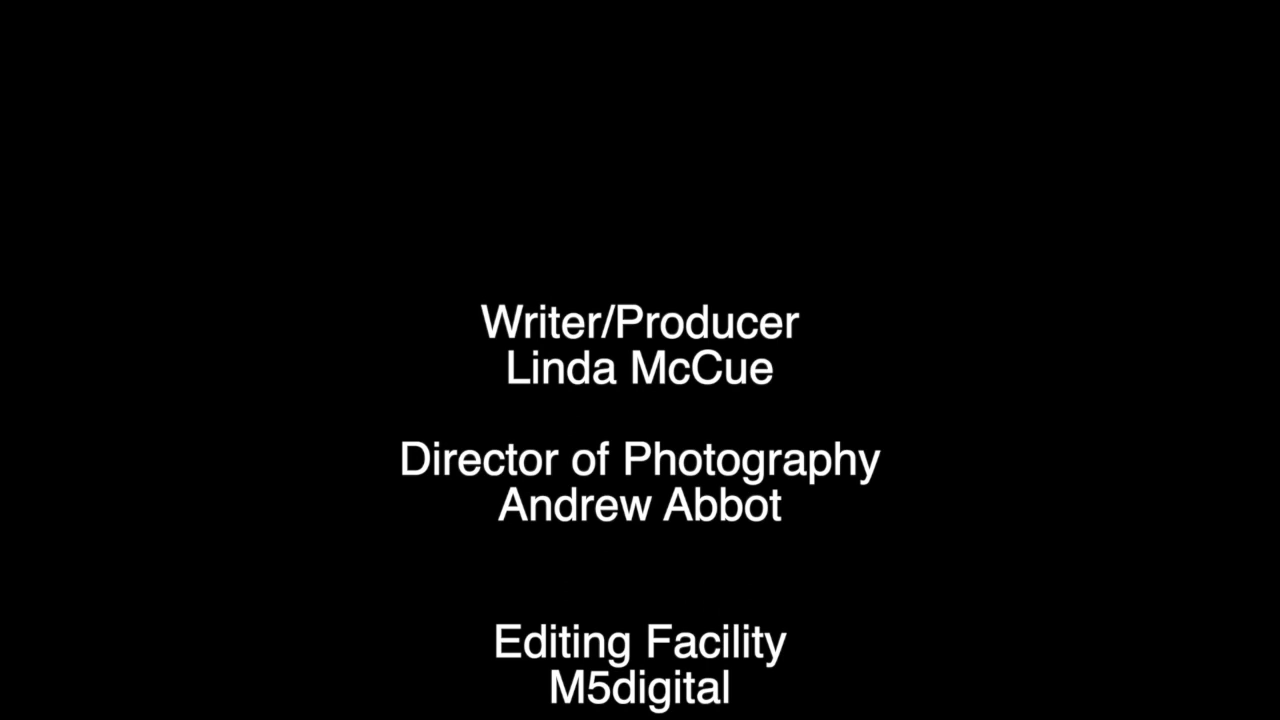 Writer/Producer
Linda McCue
Director of Photography
Andrew Abbot
Editing Facility
M5digital